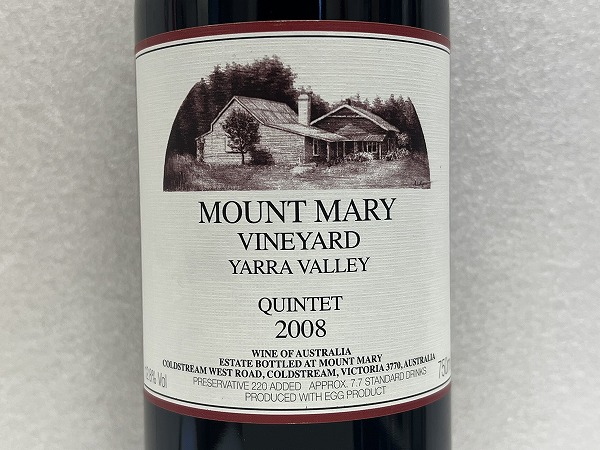 MOUNT MARY
VINEYARD
YARRA VALLEY
QUINTET
2008
WINE OF AUSTRALIA
ESTATE BOTTLED AT MOUNT MARY
COLDSTREAM WEST ROAD, COLDSTREAM, VICTORIA 3770, AUSTRALIA
Vol PRESERVATIVE 220 ADDED APPROX. 7.7 STANDARD DRINKS
PRODUCED WITH EGG PRODUCT